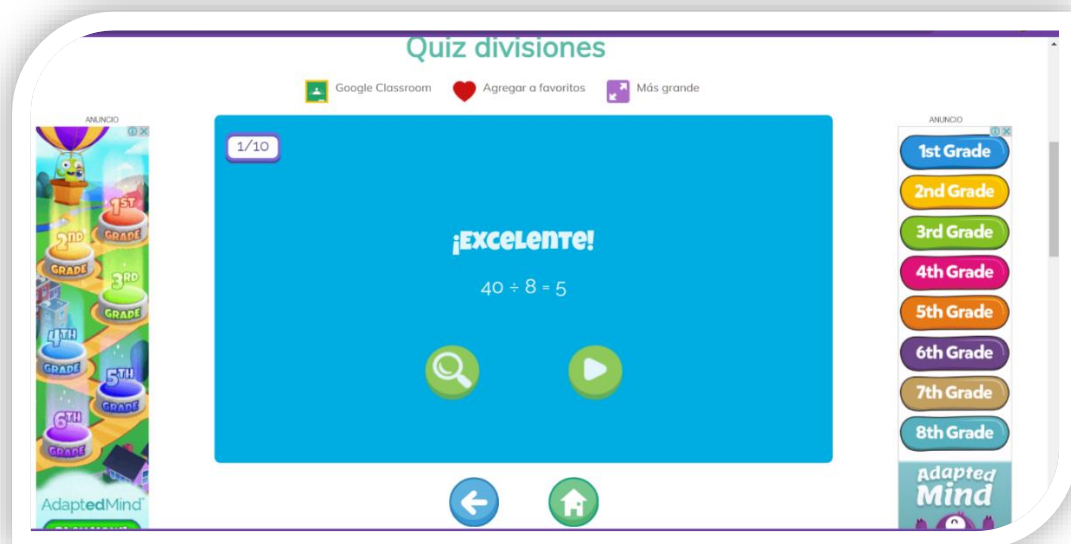 Quiz divisiones
Google Classroom
Agregar a favoritos
Más grande
ANUNCIO
1ST
GRADE
2ND
GRADE
3RD
GRADE
4TH
GRADE
5TH
GRADE
6TH
GRADE
AdaptedMind
1/10
¡EXCELENTE!
40 ÷ 8 = 5
ANUNCIO
1st Grade
2nd Grade
3rd Grade
4th Grade
5th Grade
6th Grade
7th Grade
8th Grade
Adapted
Mind